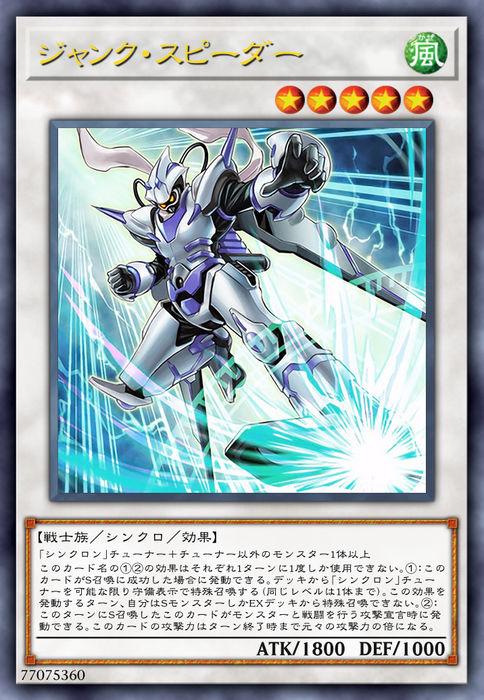 ジャンク・スピーダー
風
かぜ
【戦士族／シンクロ／効果】
「シンクロン」チューナー＋チューナー以外のモンスター1体以上
このカード名の①②の効果はそれぞれ1ターンに1度しか使用できない。①：この
カードがS召喚に成功した場合に発動できる。デッキから「シンクロン」チュー
ナーを可能な限り守備表示で特殊召喚する（同じレベルは1体まで）。この効果を
発動するターン、自分はSモンスターしかEXデッキから特殊召喚できない。②：
このターンにS召喚したこのカードがモンスターと戦闘を行う攻撃宣言時に発
動できる。このカードの攻撃力はターン終了時まで元々の攻撃力の倍になる。
ATK/1800 DEF/1000
77075360